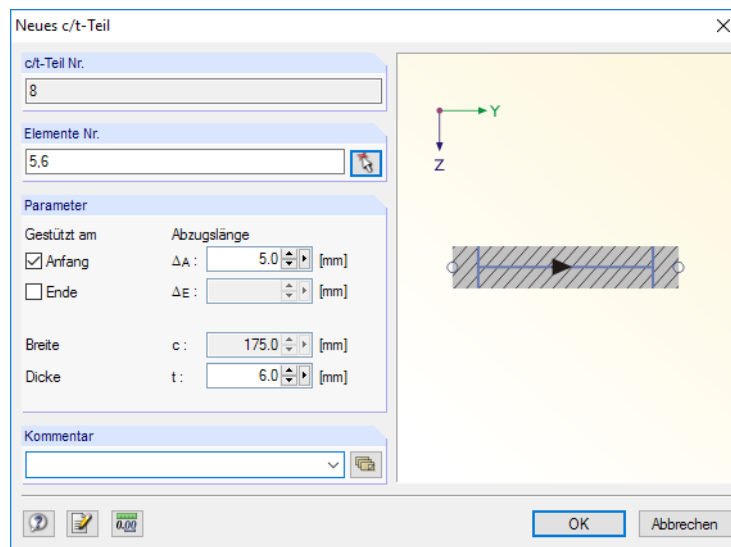 Neues c/t-Teil
c/t-Teil Nr.
8
Elemente Nr.
5,6
Parameter
Gestützt am Abzugslänge
Anfang ΔA : 5.0 [mm]
Ende ΔE : [mm]
Breite c : 175.0 [mm]
Dicke t : 6.0 [mm]
Kommentar
Y
Z
0.00
OK Abbrechen